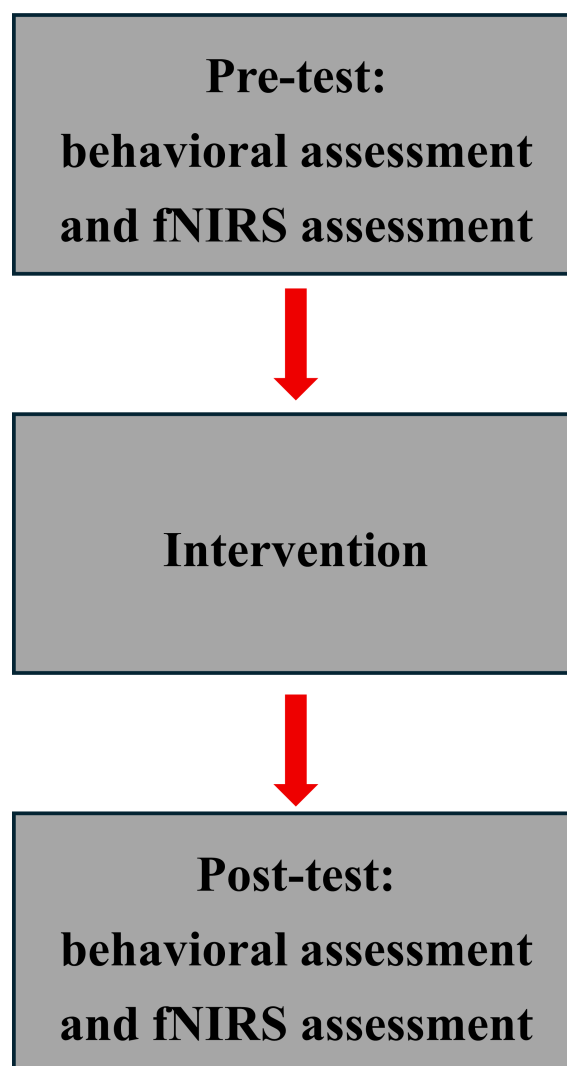 Pre-test:
behavioral assessment
and fNIRS assessment
Intervention
Post-test:
behavioral assessment
and fNIRS assessment